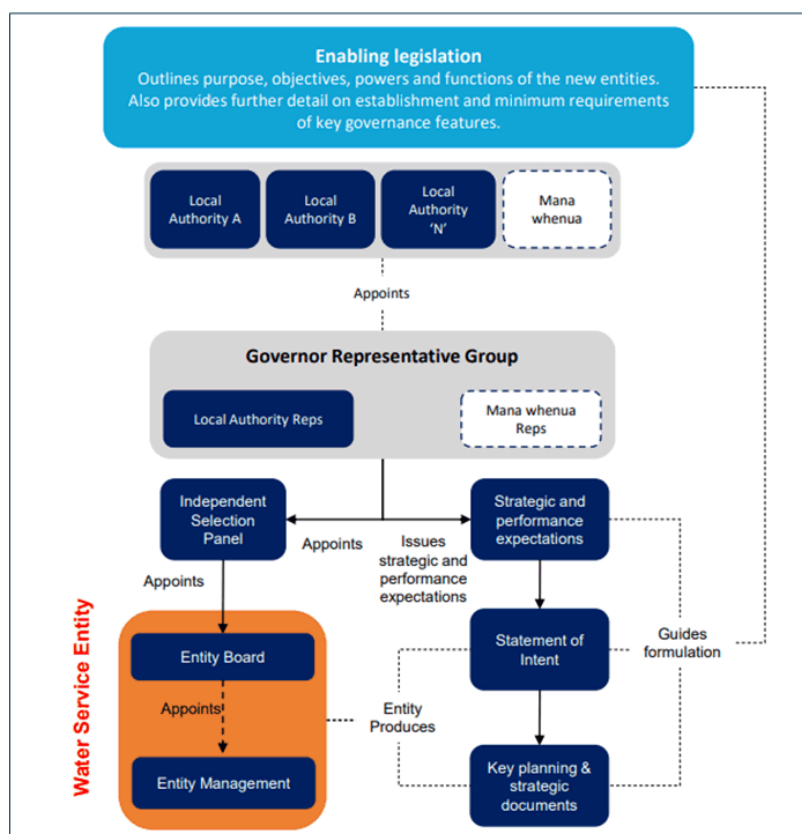 Enabling legislation
Outlines purpose, objectives, powers and functions of the new entities.
Also provides further detail on establishment and minimum requirements
of key governance features.
Local
Authority A
Local
Authority B
Local
Authority
‘N’
Mana
whenua
Appoints
Governor Representative Group
Local Authority Reps
Mana whenua
Reps
Independent
Selection
Panel
Appoints
Issues
strategic and
performance
expectations
Strategic and
performance
expectations
Appoints
Water Service Entity
Entity Board
Appoints
Entity Management
Entity
Produces
Statement of
Intent
Guides
formulation
Key planning &
strategic
documents